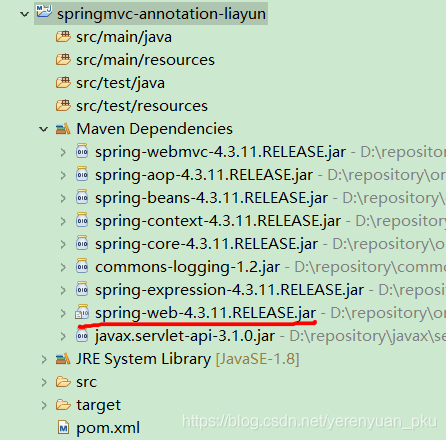 springmvc-annotation-liayun
src/main/java
src/main/resources
src/test/java
src/test/resources
Maven Dependencies
spring-webmvc-4.3.11.RELEASE.jar - D:\repositor
spring-aop-4.3.11.RELEASE.jar - D:\repository\or
spring-beans-4.3.11.RELEASE.jar - D:\repository\
spring-context-4.3.11.RELEASE.jar - D:\repositor
spring-core-4.3.11.RELEASE.jar - D:\repository\o
commons-logging-1.2.jar - D:\repository\commo
spring-expression-4.3.11.RELEASE.jar - D:\reposi
spring-web-4.3.11.RELEASE.jar - D:\repository\o
javax.servlet-api-3.1.0.jar - D:\repository\javax\se
JRE System Library [JavaSE-1.8]
src
target
https://blog.csdn.net/yerenyuan_pku
pom.xml